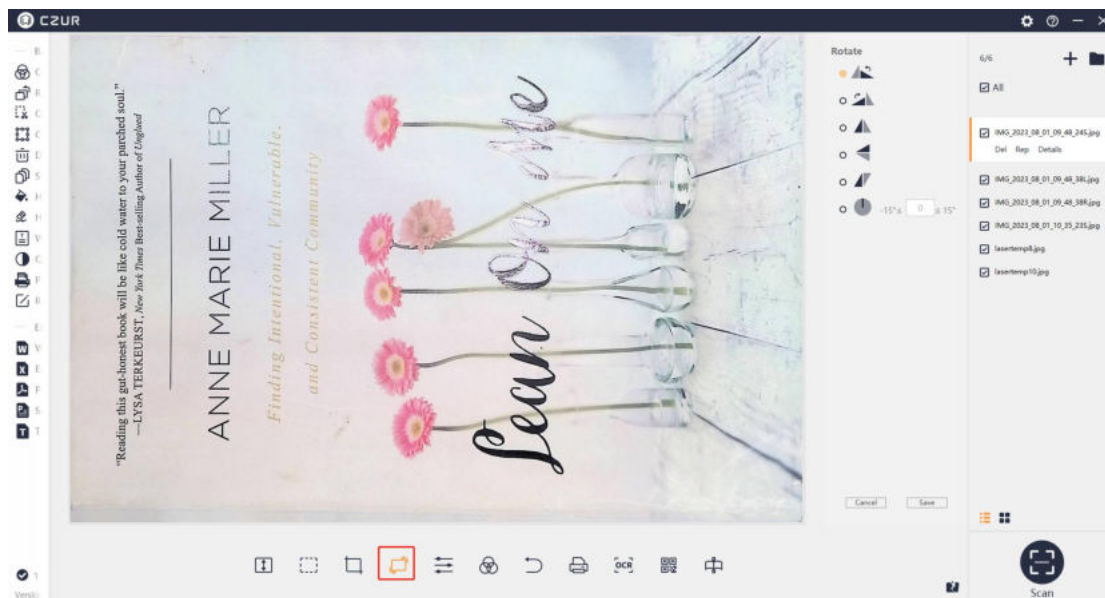 CZUR
"Reading this gut-honest book will be like cold water to your parched soul."
—LYSA TERKEURST, New York Times Best-selling Author of Unglued
ANNE MARIE MILLER
Finding Intentional, Vulnerable,
and Consistent Community
Lean On Me
Rotate
-15°≤ 0 ≤ 15°
Cancel Save
6/6
All
IMG_2023_08_01_09_48_24S.jpg
Del Rep Details
IMG_2023_08_01_09_48_38L.jpg
IMG_2023_08_01_09_48_38R.jpg
IMG_2023_08_01_10_35_23S.jpg
lasertemp8.jpg
lasertemp10.jpg
OCR
Scan